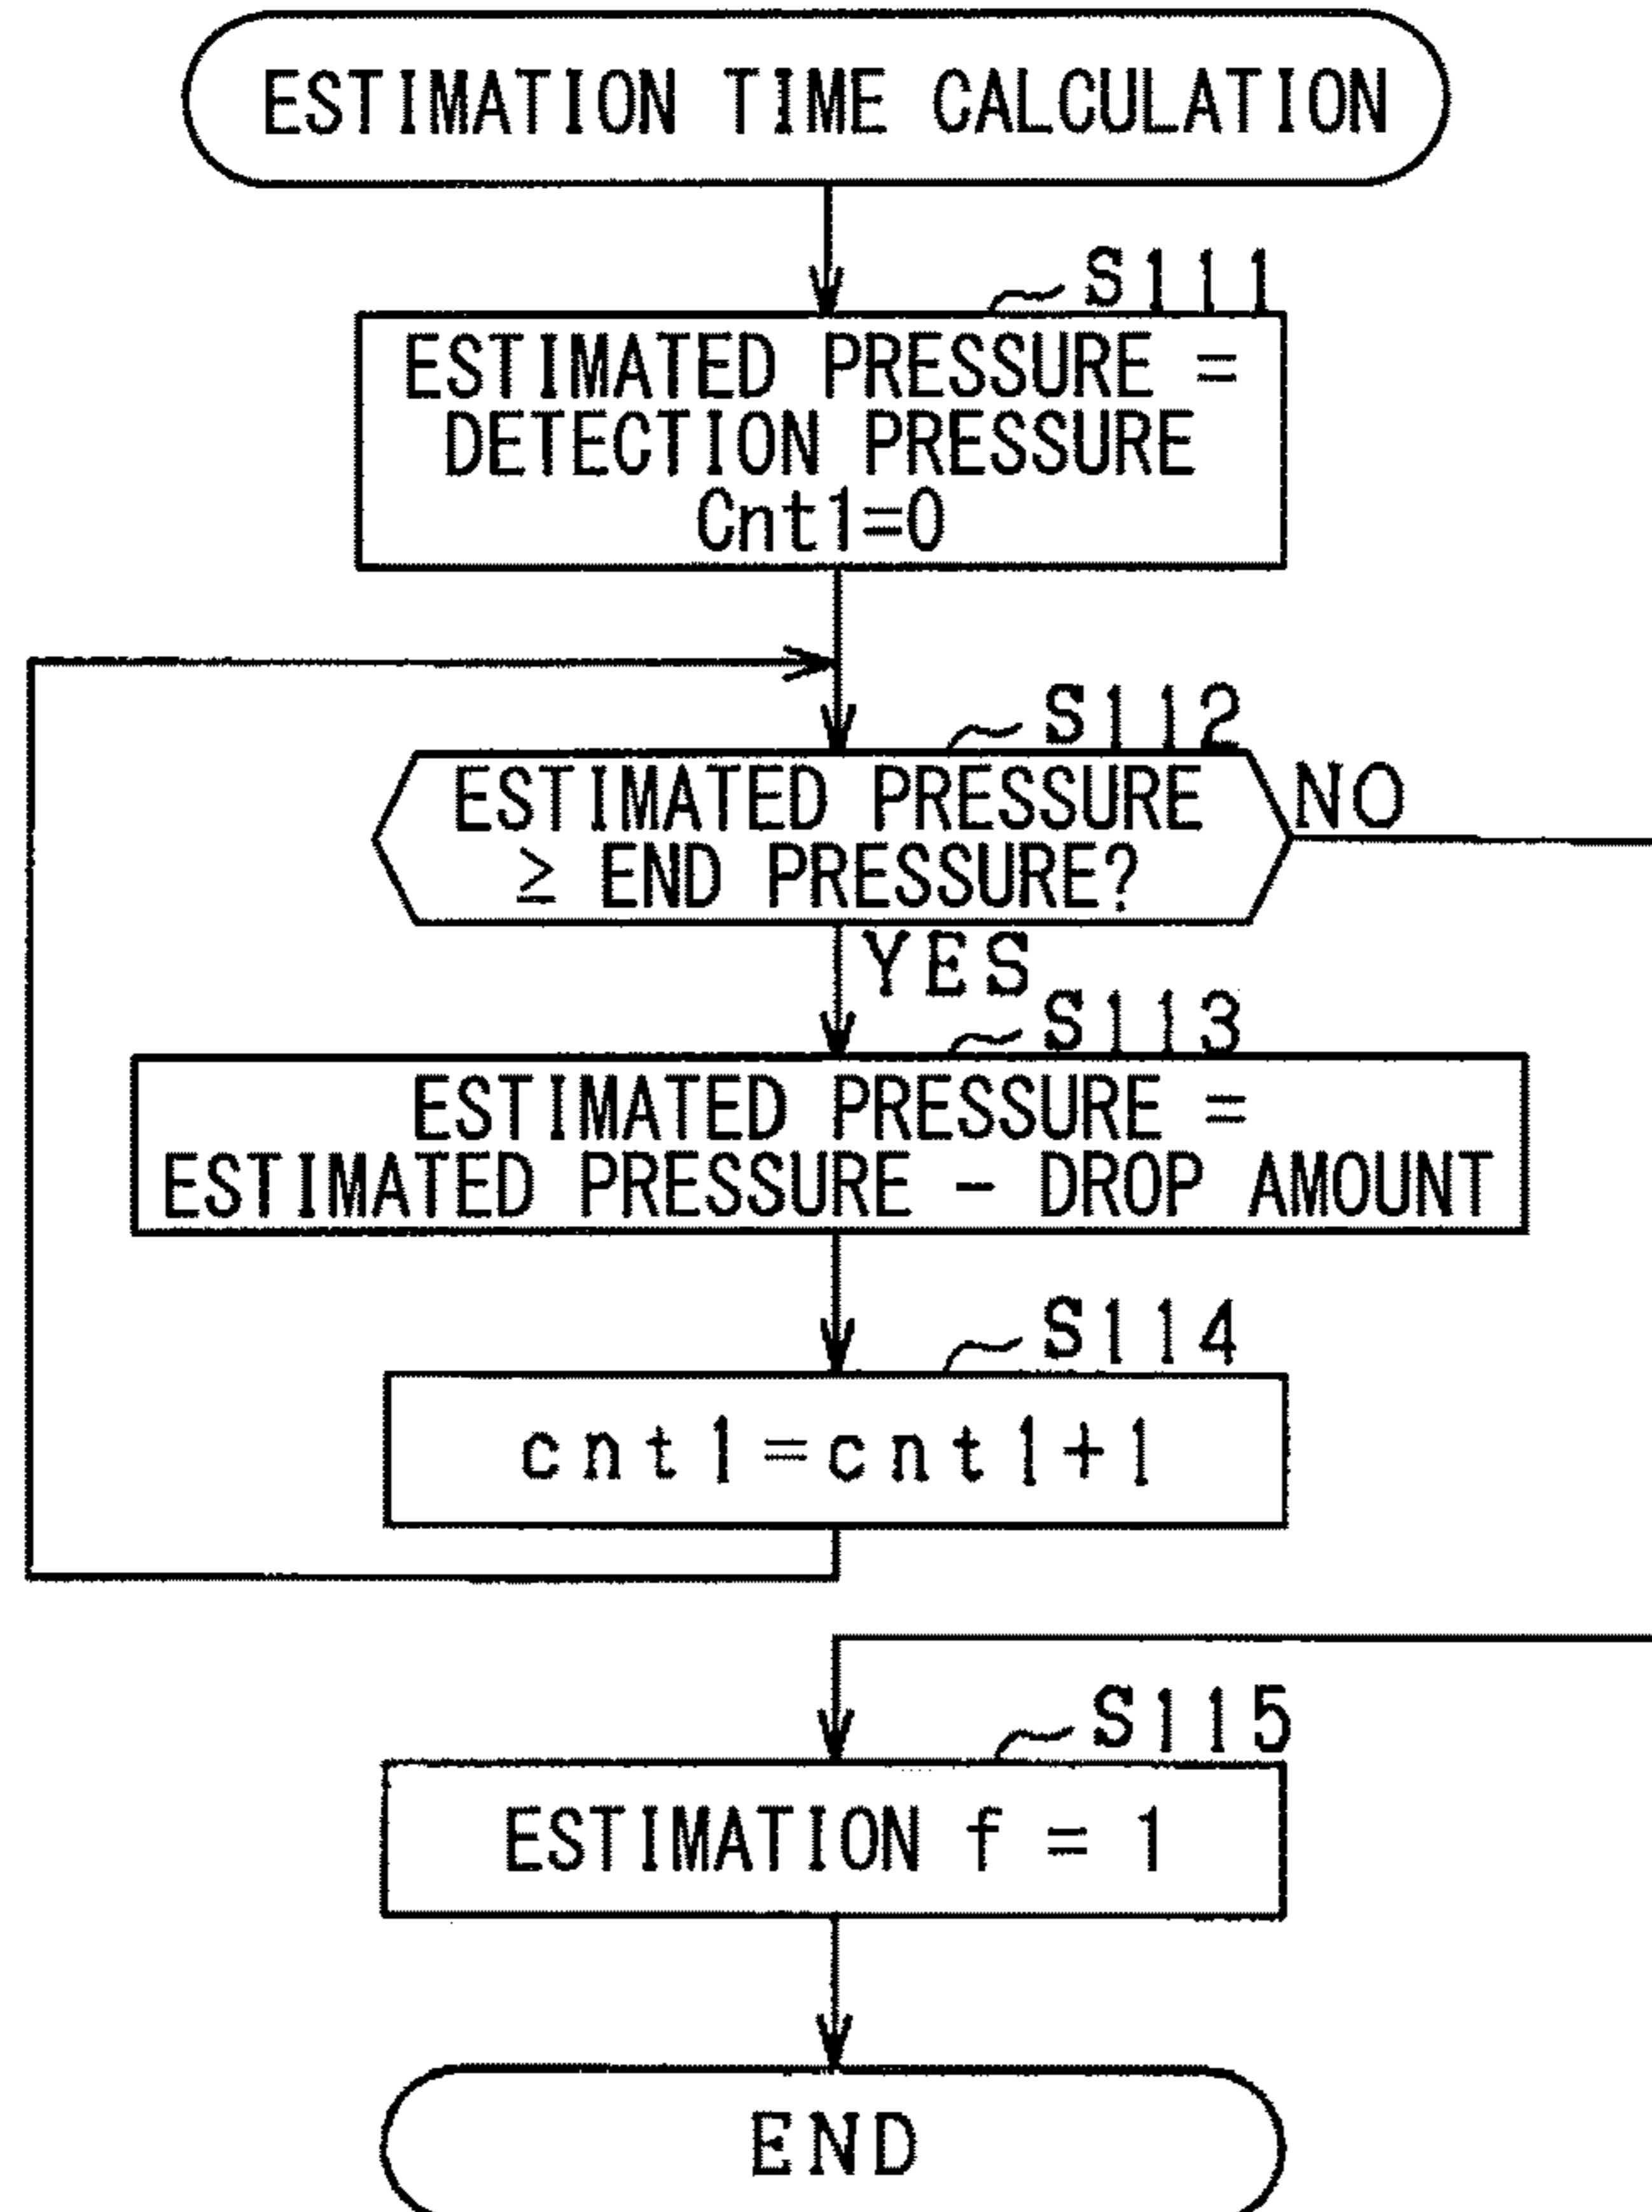 ESTIMATION TIME CALCULATION
S111
ESTIMATED PRESSURE =
DETECTION PRESSURE
Cnt1=0
S112
ESTIMATED PRESSURE
≥ END PRESSURE?
NO
YES
S113
ESTIMATED PRESSURE =
ESTIMATED PRESSURE - DROP AMOUNT
S114
cnt1=cnt1+1
S115
ESTIMATION f = 1
END